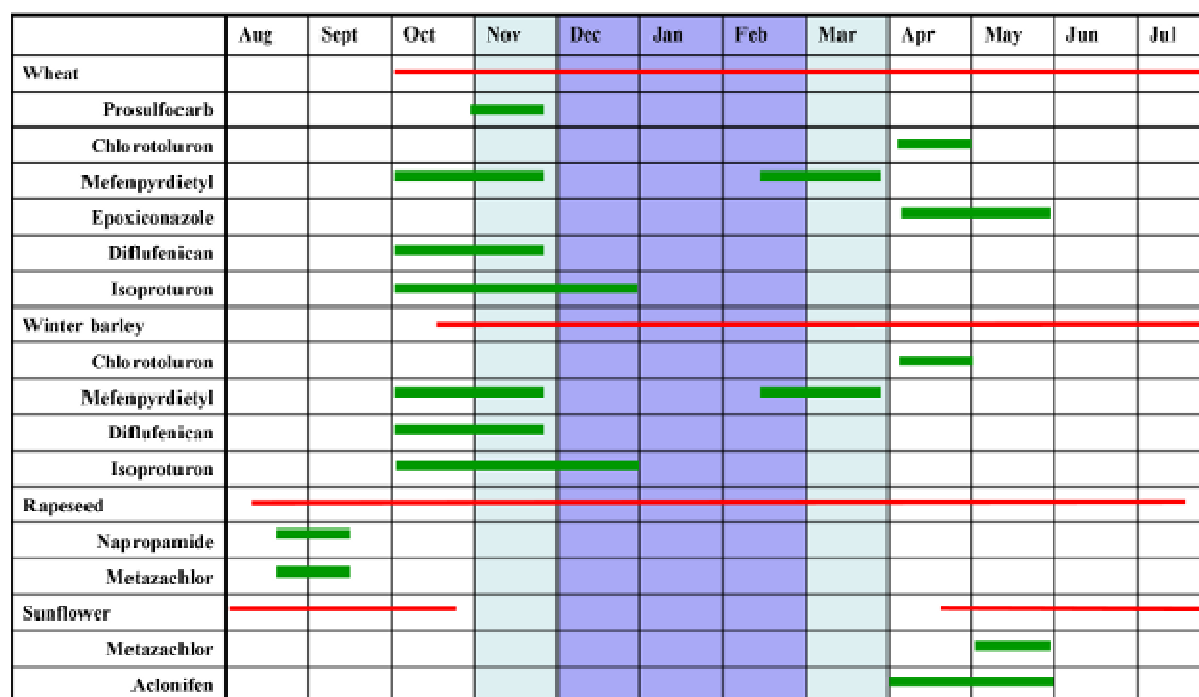 Aug Sept Oct Nov Dec Jan Feb Mar Apr May Jun Jul
Wheat
Prosulfocarb
Chlorotoluron
Mefenpyrdietyl
Epoxiconazole
Diflufenican
Isoproturon
Winter barley
Chlorotoluron
Mefenpyrdietyl
Diflufenican
Isoproturon
Rapeseed
Napropamide
Metazachlor
Sunflower
Metazachlor
Aclonifen